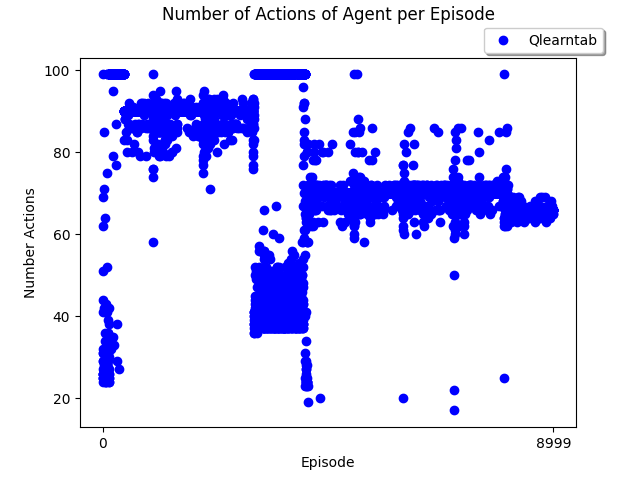 Number of Actions of Agent per Episode
Qlearntab
100
80
60
40
20
Number Actions
0
8999
Episode